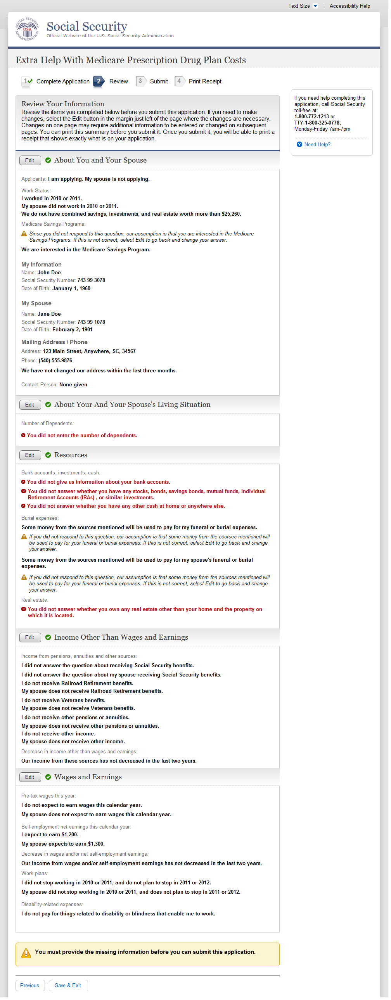 Text Size | Accessibility Help
SOCIAL SECURITY ADMINISTRATION
USA
Social Security
Official Website of the U.S. Social Security Administration
Extra Help With Medicare Prescription Drug Plan Costs
1 Complete Application 2 Review 3 Submit 4 Print Receipt
If you need help completing this
application, call Social Security
toll-free at:
1-800-772-1213 or
TTY 1-800-325-0778,
Monday-Friday 7am-7pm
? Need Help?
Review Your Information
Review the items you completed below before you submit this application. If you need to make
changes, select the Edit button in the margin just left of the page where the changes are necessary.
Changes on one page may require additional information to be entered or changed on subsequent
pages. You can print this summary before you submit it. Once you submit it, you will be able to print a
receipt that shows exactly what is on your application.
Edit About You and Your Spouse
Applicants: I am applying. My spouse is not applying.
Work Status:
I worked in 2010 or 2011.
My spouse did not work in 2010 or 2011.
We do not have combined savings, investments, and real estate worth more than $25,260.
Medicare Savings Programs:
Since you did not respond to this question, our assumption is that you are interested in the Medicare
Savings Programs. If this is not correct, select Edit to go back and change your answer.
We are interested in the Medicare Savings Program.
My Information
Name: John Doe
Social Security Number: 743-99-3078
Date of Birth: January 1, 1960
My Spouse
Name: Jane Doe
Social Security Number: 743-99-1078
Date of Birth: February 2, 1901
Mailing Address / Phone
Address: 123 Main Street, Anywhere, SC, 34567
Phone: (540) 555-9876
We have not changed our address within the last three months.
Contact Person: None given
Edit About Your And Your Spouse's Living Situation
Number of Dependents:
You did not enter the number of dependents.
Edit Resources
Bank accounts, investments, cash:
You did not give us information about your bank accounts.
You did not answer whether you have any stocks, bonds, savings bonds, mutual funds, Individual
Retirement Accounts (IRAs) , or similar investments.
You did not answer whether you have any other cash at home or anywhere else.
Burial expenses:
Some money from the sources mentioned will be used to pay for my funeral or burial expenses.
If you did not respond to this question, our assumption is that some money from the sources mentioned will
be used to pay for your funeral or burial expenses. If this is not correct, select Edit to go back and change
your answer.
Some money from the sources mentioned will be used to pay for my spouse's funeral or burial
expenses.
If you did not respond to this question, our assumption is that some money from the sources mentioned will
be used to pay for your funeral or burial expenses. If this is not correct, select Edit to go back and change
your answer.
Real estate:
You did not answer whether you own any real estate other than your home and the property on
which it is located.
Edit Income Other Than Wages and Earnings
Income from pensions, annuities and other sources:
I did not answer the question about receiving Social Security benefits.
I did not answer the question about my spouse receiving Social Security benefits.
I do not receive Railroad Retirement benefits.
My spouse does not receive Railroad Retirement benefits.
I do not receive Veterans benefits.
My spouse does not receive Veterans benefits.
I do not receive other pensions or annuities.
My spouse does not receive other pensions or annuities.
I do not receive other income.
My spouse does not receive other income.
Decrease in income other than wages and earnings:
Our income from these sources has not decreased in the last two years.
Edit Wages and Earnings
Pre-tax wages this year:
I do not expect to earn wages this calendar year.
My spouse does not expect to earn wages this calendar year.
Self-employment net earnings this calendar year:
I expect to earn $1,200.
My spouse expects to earn $1,300.
Decrease in wages and/or net self-employment earnings:
Our income from wages and/or self-employment earnings has not decreased in the last two years.
Work plans:
I did not stop working in 2010 or 2011, and do not plan to stop in 2011 or 2012.
My spouse did not stop working in 2010 or 2011, and does not plan to stop in 2011 or 2012.
Disability-related expenses:
I do not pay for things related to disability or blindness that enable me to work.
You must provide the missing information before you can submit this application.
Previous Save & Exit